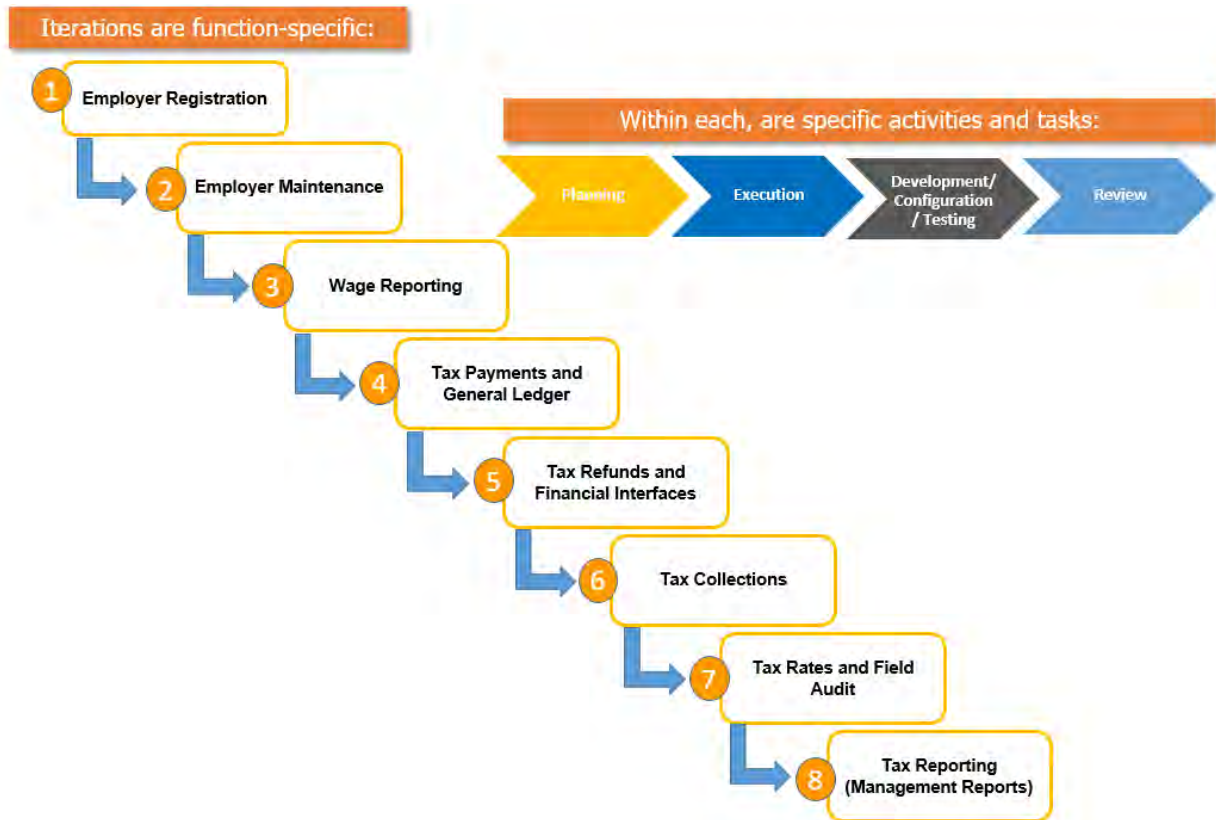 Iterations are function-specific:
1
Employer Registration
2
Employer Maintenance
3
Wage Reporting
4
Tax Payments and
General Ledger
5
Tax Refunds and
Financial Interfaces
6
Tax Collections
7
Tax Rates and Field
Audit
8
Tax Reporting
(Management Reports)
Within each, are specific activities and tasks:
Planning
Execution
Development/
Configuration
/ Testing
Review